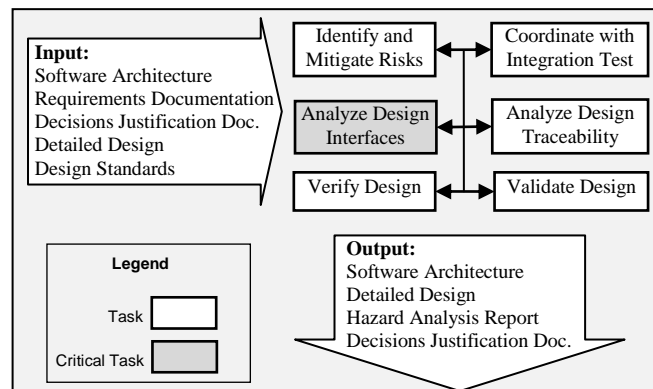 Input:
Software Architecture
Requirements Documentation
Decisions Justification Doc.
Detailed Design
Design Standards
Identify and
Mitigate Risks
Coordinate with
Integration Test
Analyze Design
Interfaces
Analyze Design
Traceability
Verify Design
Validate Design
Legend
Task
Critical Task
Output:
Software Architecture
Detailed Design
Hazard Analysis Report
Decisions Justification Doc.